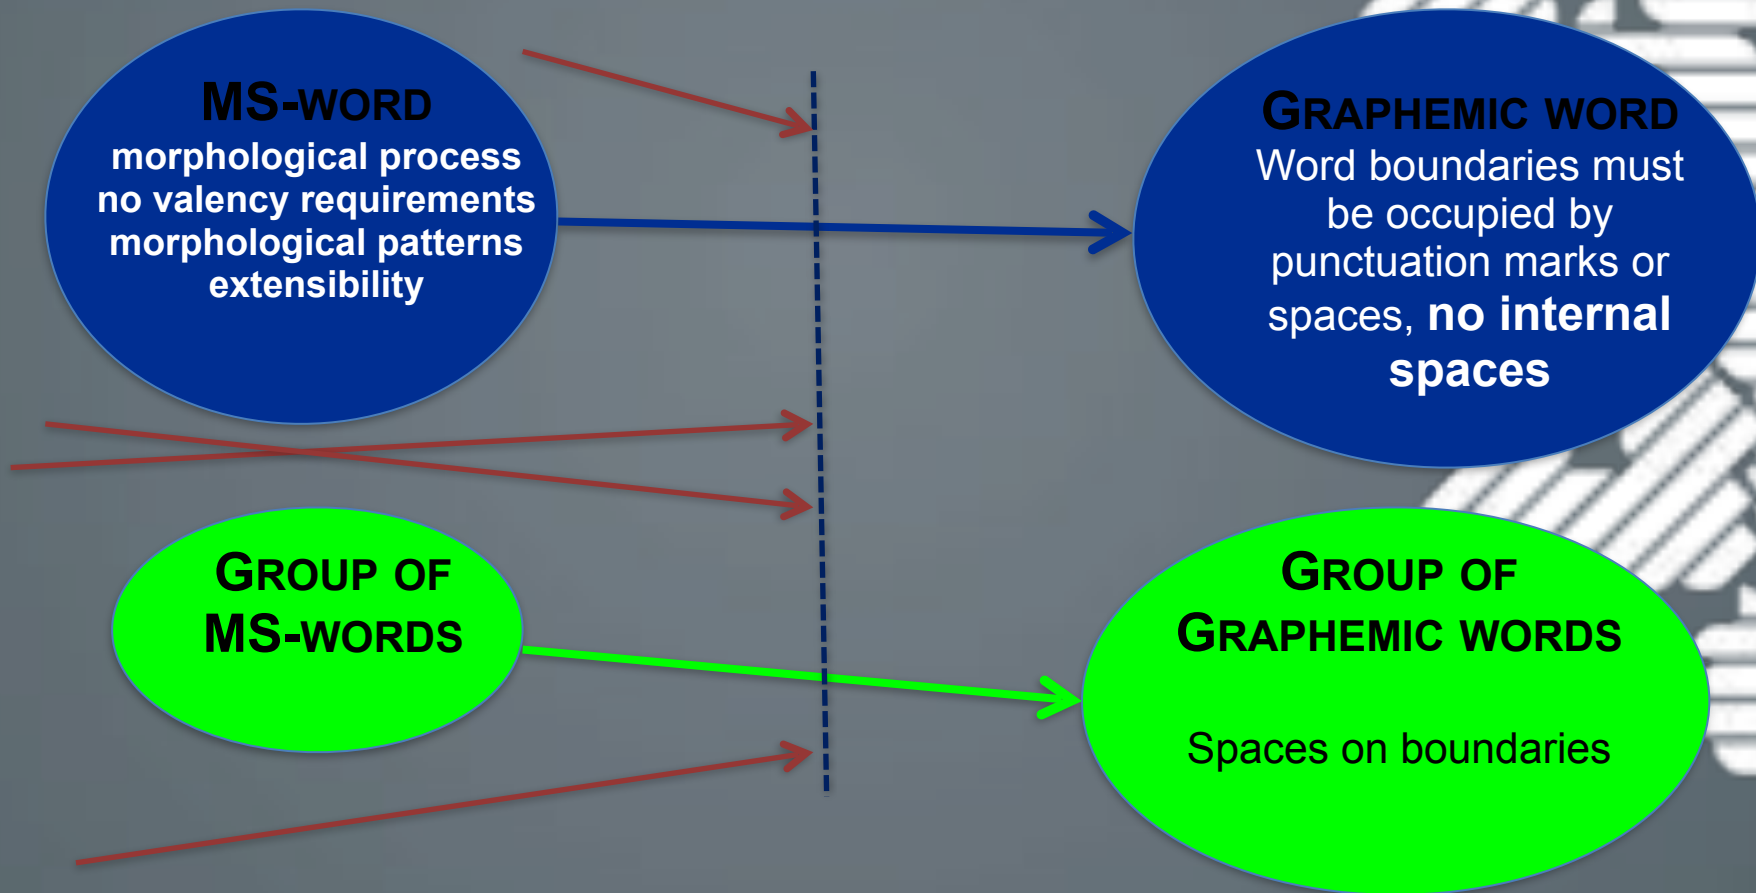 MS-WORD
morphological process
no valency requirements
morphological patterns
extensibility
GRAPHEMIC WORD
Word boundaries must
be occupied by
punctuation marks or
spaces, no internal
spaces
GROUP OF
MS-WORDS
GROUP OF
GRAPHEMIC WORDS
Spaces on boundaries